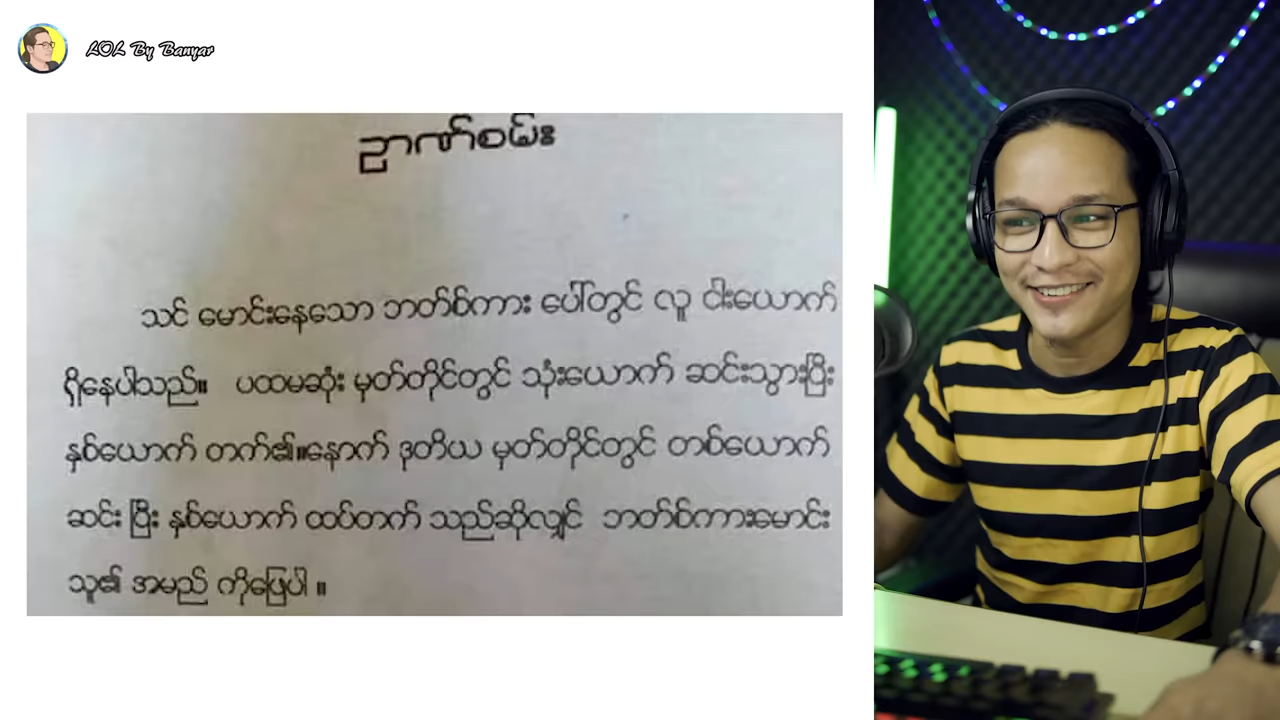 LOL By Banyar
ဉာဏ်စမ်း
သင် မောင်းနေသော ဘတ်စ်ကား ပေါ်တွင် လူ ငါးယောက်
ရှိနေပါသည်။ ပထမဆုံး မှတ်တိုင်တွင် သုံးယောက် ဆင်းသွားပြီး
နှစ်ယောက် တက်၏။နောက် ဒုတိယ မှတ်တိုင်တွင် တစ်ယောက်
ဆင်း ပြီး နှစ်ယောက် ထပ်တက် သည်ဆိုလျှင် ဘတ်စ်ကားမောင်း
သူ၏ အမည် ကိုဖြေပါ ။